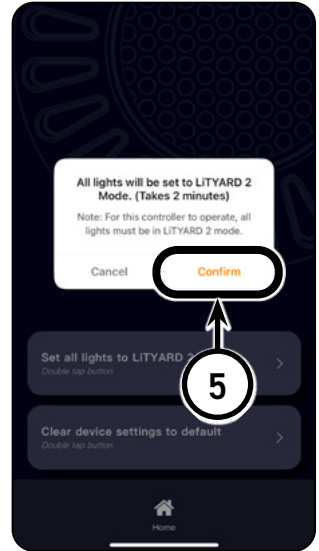 All lights will be set to LiTYARD 2
Mode. (Takes 2 minutes)
Note: For this controller to operate, all
lights must be in LiTYARD 2 mode.
Cancel
Confirm
Set all lights to LiTYARD 2
Double tap button
5
Clear device settings to default
Double tap button
Home